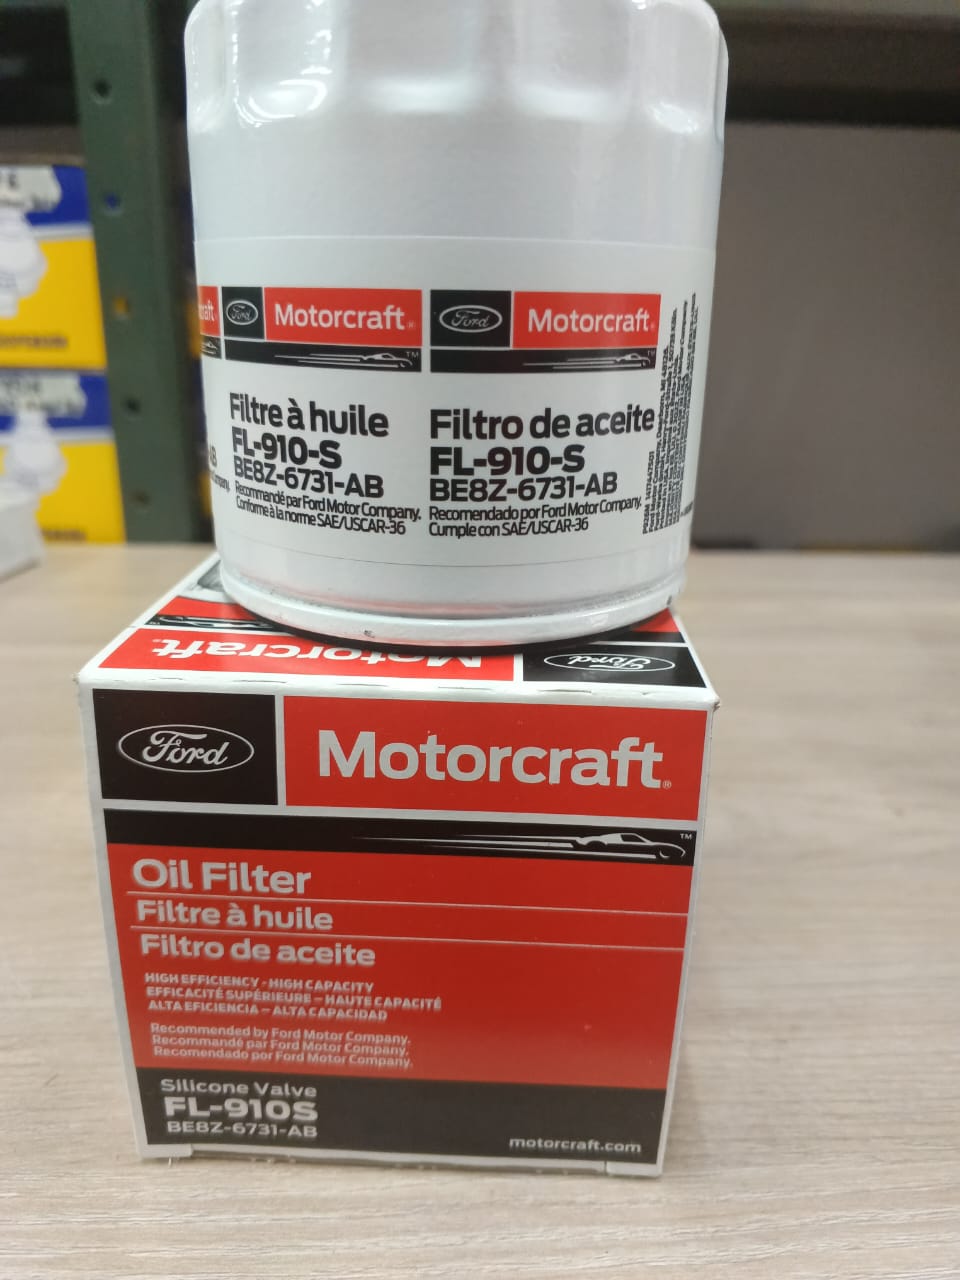 Ford Motorcraft®
TM
Filtre à huile
FL-910-S
BE8Z-6731-AB
Recommandé par Ford Motor Company.
Conforme à la norme SAE/USCAR-36
Ford Motorcraft®
TM
Filtro de aceite
FL-910-S
BE8Z-6731-AB
Recomendado por Ford Motor Company.
Cumple con SAE/USCAR-36
Motorcraft® Ford
Ford Motorcraft®
TM
Oil Filter
Filtre à huile
Filtro de aceite
HIGH EFFICIENCY - HIGH CAPACITY
EFFICACITÉ SUPÉRIEURE – HAUTE CAPACITÉ
ALTA EFICIENCIA – ALTA CAPACIDAD
Recommended by Ford Motor Company.
Recommandé par Ford Motor Company.
Recomendado por Ford Motor Company.
Silicone Valve
FL-910S
BE8Z-6731-AB
motorcraft.com